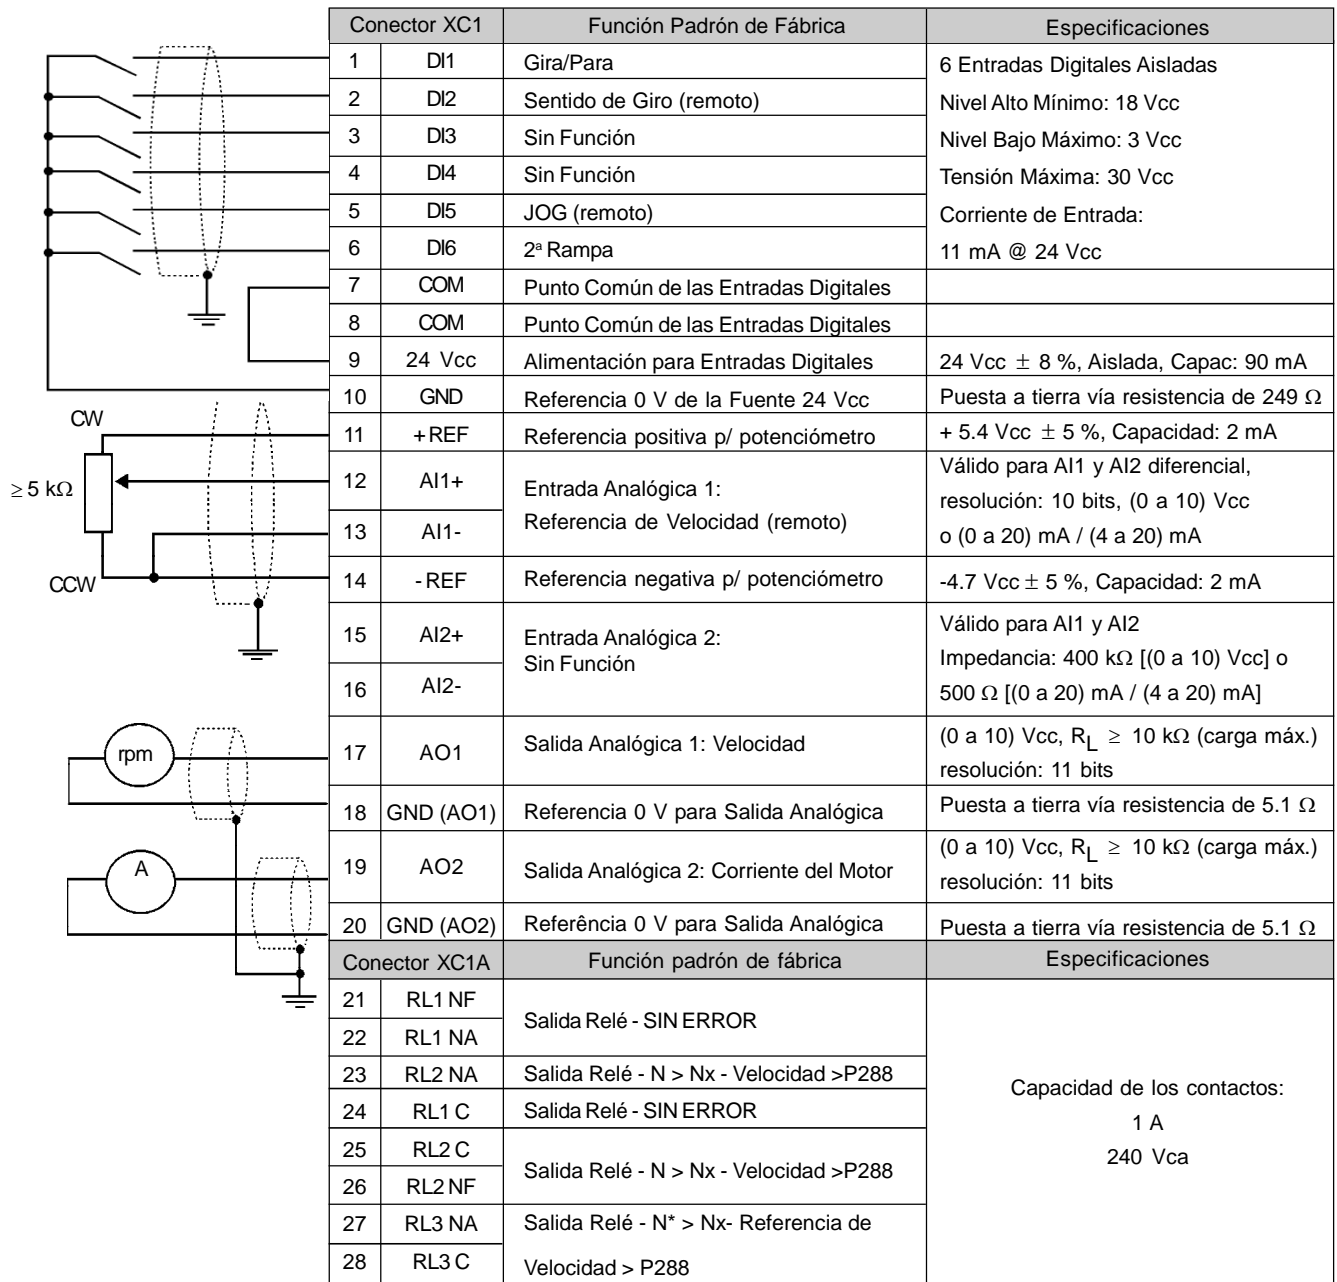 Conector XC1 Función Padrón de Fábrica Especificaciones
1 DI1 Gira/Para 6 Entradas Digitales Aisladas
2 DI2 Sentido de Giro (remoto) Nivel Alto Mínimo: 18 Vcc
3 DI3 Sin Función Nivel Bajo Máximo: 3 Vcc
4 DI4 Sin Función Tensión Máxima: 30 Vcc
5 DI5 JOG (remoto) Corriente de Entrada:
6 DI6 2ª Rampa 11 mA @ 24 Vcc
7 COM Punto Común de las Entradas Digitales
8 COM Punto Común de las Entradas Digitales
9 24 Vcc Alimentación para Entradas Digitales 24 Vcc ± 8 %, Aislada, Capac: 90 mA
10 GND Referencia 0 V de la Fuente 24 Vcc Puesta a tierra vía resistencia de 249 Ω
CW
11 +REF Referencia positiva p/ potenciómetro + 5.4 Vcc ± 5 %, Capacidad: 2 mA
≥ 5 kΩ
12 AI1+ Entrada Analógica 1: Válido para AI1 y AI2 diferencial,
resolución: 10 bits, (0 a 10) Vcc
13 AI1- Referencia de Velocidad (remoto) o (0 a 20) mA / (4 a 20) mA
CCW
14 -REF Referencia negativa p/ potenciómetro -4.7 Vcc ± 5 %, Capacidad: 2 mA
15 AI2+ Entrada Analógica 2: Válido para AI1 y AI2
Sin Función Impedancia: 400 kΩ [(0 a 10) Vcc] o
16 AI2- 500 Ω [(0 a 20) mA / (4 a 20) mA]
rpm
17 AO1 Salida Analógica 1: Velocidad (0 a 10) Vcc, RL ≥ 10 kΩ (carga máx.)
resolución: 11 bits
18 GND (AO1) Referencia 0 V para Salida Analógica Puesta a tierra vía resistencia de 5.1 Ω
A
19 AO2 Salida Analógica 2: Corriente del Motor (0 a 10) Vcc, RL ≥ 10 kΩ (carga máx.)
resolución: 11 bits
20 GND (AO2) Referência 0 V para Salida Analógica Puesta a tierra vía resistencia de 5.1 Ω
Conector XC1A Función padrón de fábrica Especificaciones
21 RL1 NF Salida Relé - SIN ERROR
22 RL1 NA
23 RL2 NA Salida Relé - N > Nx - Velocidad >P288
24 RL1 C Salida Relé - SIN ERROR
25 RL2 C Salida Relé - N > Nx - Velocidad >P288
26 RL2 NF
27 RL3 NA Salida Relé - N* > Nx- Referencia de
28 RL3 C Velocidad > P288
Capacidad de los contactos:
1 A
240 Vca